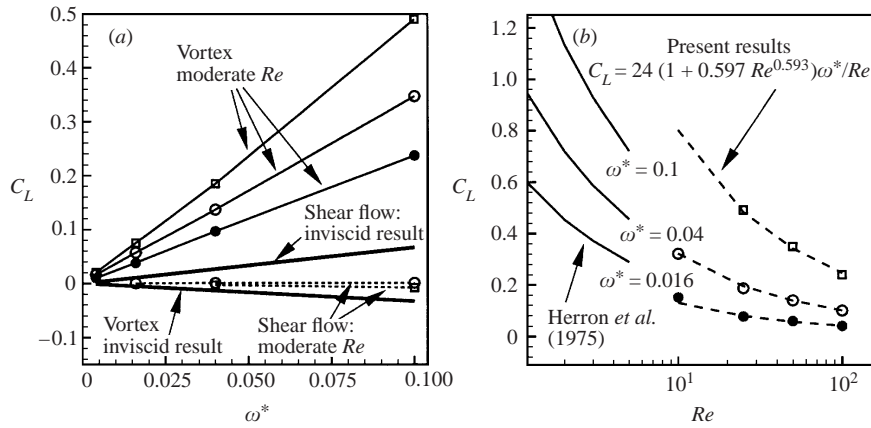 (a)
Vortex
moderate Re
Shear flow:
inviscid result
Vortex
inviscid result
Shear flow:
moderate Re
0.5
0.4
0.3
0.2
0.1
0
−0.1
C_L
0
0.025
0.050
0.075
0.100
ω*
(b)
Present results
C_L = 24 (1 + 0.597 Re^0.593)ω*/Re
ω* = 0.1
ω* = 0.04
ω* = 0.016
Herron et al.
(1975)
1.2
1.0
0.8
0.6
0.4
0.2
0
C_L
10^1
10^2
Re